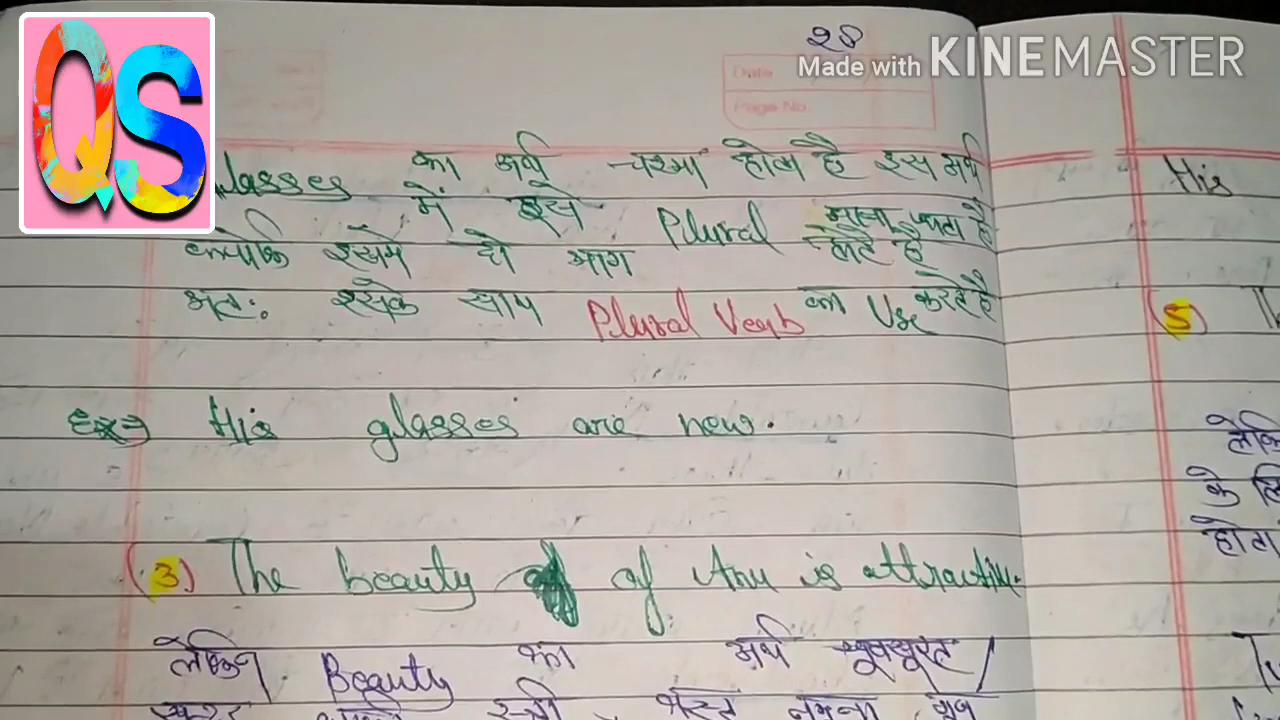 QS
Made with KINEMASTER
Date
Page No.
Glasses का अर्थ चश्मा होता है इस अर्थ
में इसे Plural माना जाता है
क्योकि इसमे दो भाग होते है
अतः इसके साथ Plural Verb का Use करते है
Ex → His glasses are new.
(3) The beauty of Anu is attractive.
लेकिन Beauty का अर्थ खूबसूरत /
स्त्री
His
(5)
के लि
होता